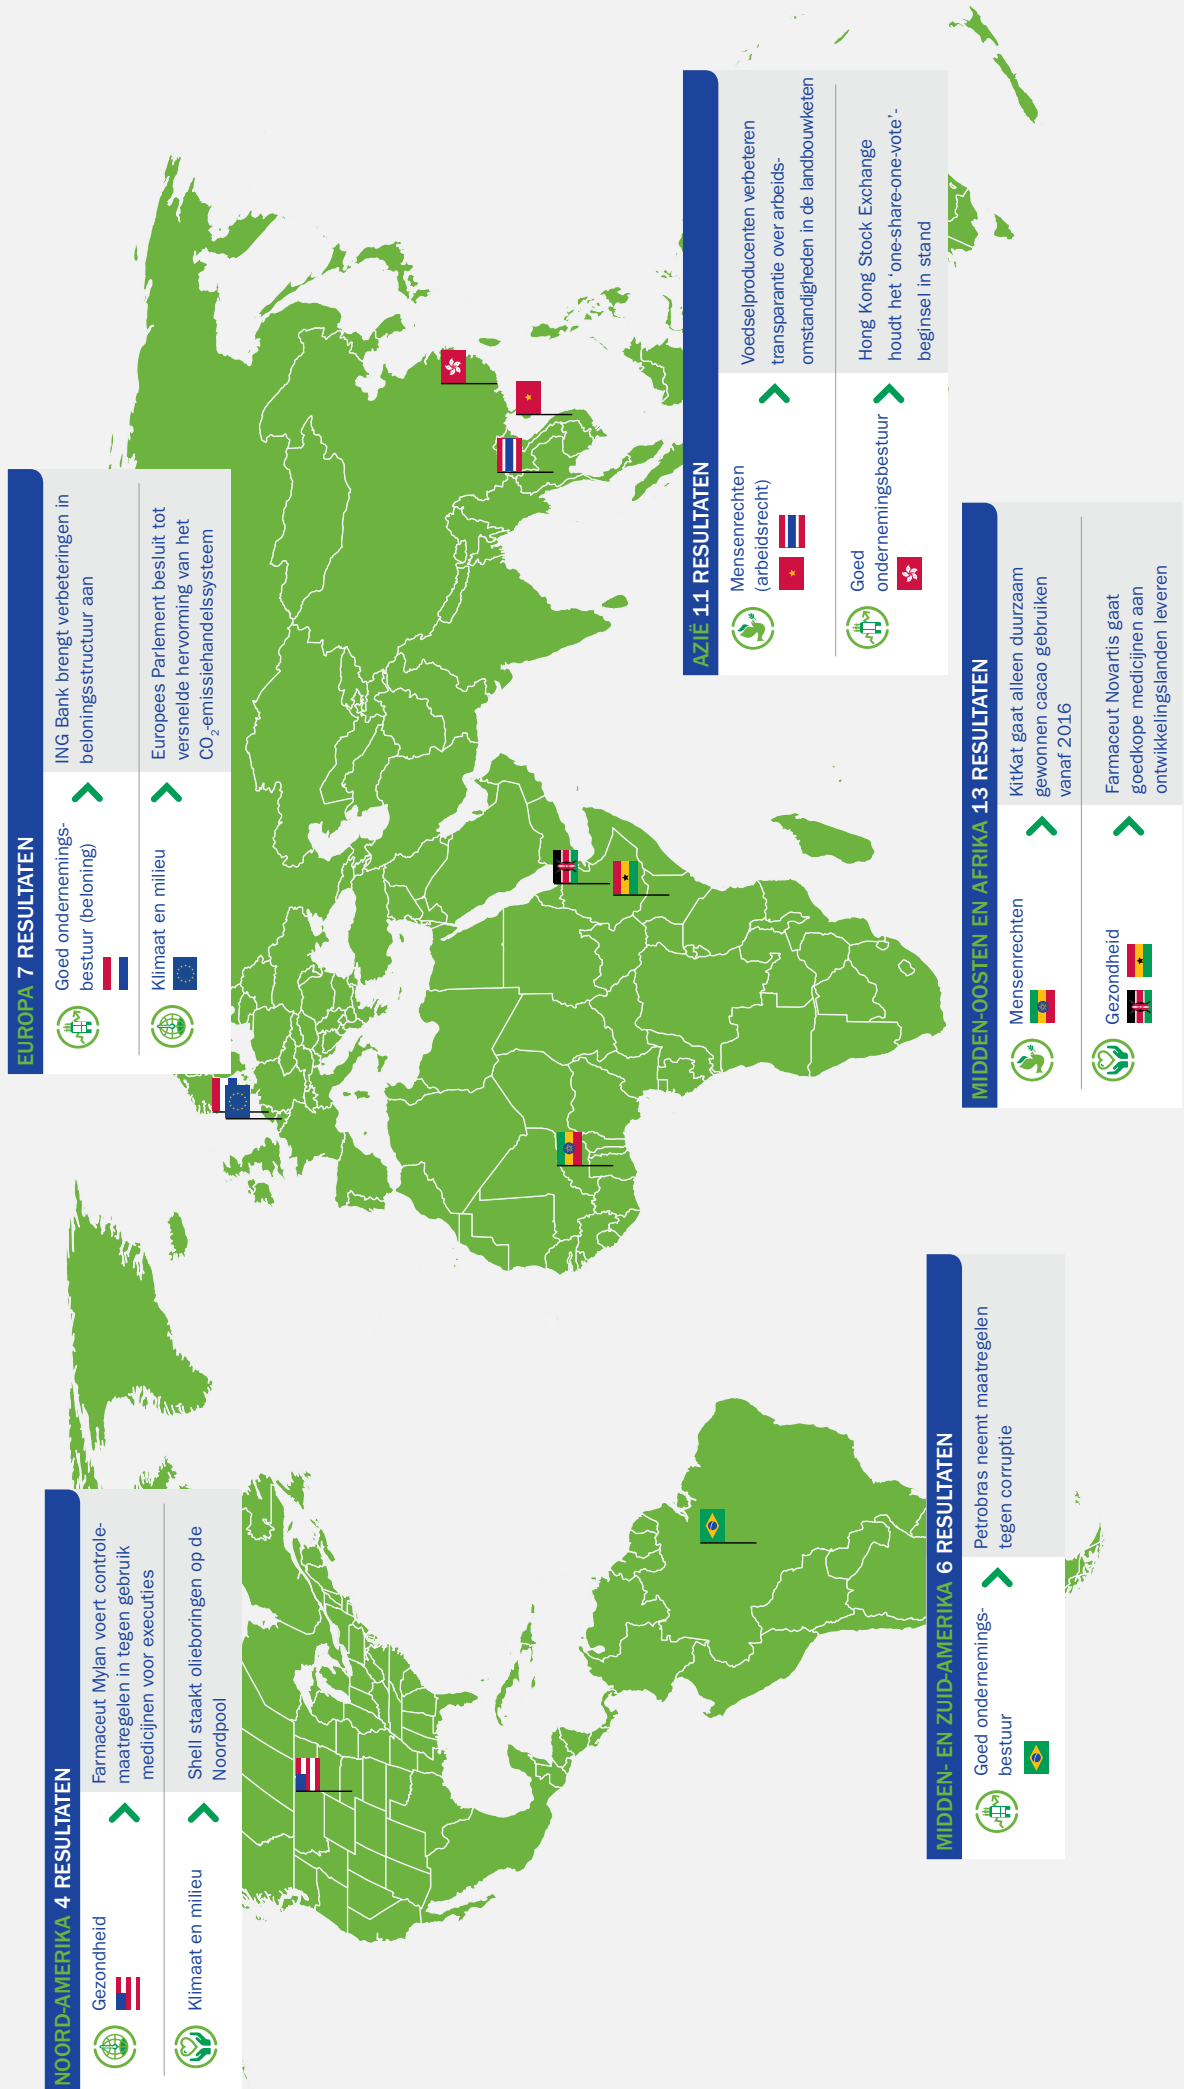 NOORD-AMERIKA 4 RESULTATEN
Gezondheid
Farmaceut Mylan voert controle-
maatregelen in tegen gebruik
medicijnen voor executies
Klimaat en milieu
Shell staakt olieboringen op de
Noordpool
EUROPA 7 RESULTATEN
Goed ondernemings-
bestuur (beloning)
ING Bank brengt verbeteringen in
beloningsstructuur aan
Klimaat en milieu
Europees Parlement besluit tot
versnelde hervorming van het
CO₂-emissiehandelssysteem
AZIË 11 RESULTATEN
Mensenrechten
(arbeidsrecht)
Voedselproducenten verbeteren
transparantie over arbeids-
omstandigheden in de landbouwketen
Goed
ondernemingsbestuur
Hong Kong Stock Exchange
houdt het ‘one-share-one-vote’-
beginsel in stand
MIDDEN- EN ZUID-AMERIKA 6 RESULTATEN
Goed ondernemings-
bestuur
Petrobras neemt maatregelen
tegen corruptie
MIDDEN-OOSTEN EN AFRIKA 13 RESULTATEN
Mensenrechten
KitKat gaat alleen duurzaam
gewonnen cacao gebruiken
vanaf 2016
Gezondheid
Farmaceut Novartis gaat
goedkope medicijnen aan
ontwikkelingslanden leveren